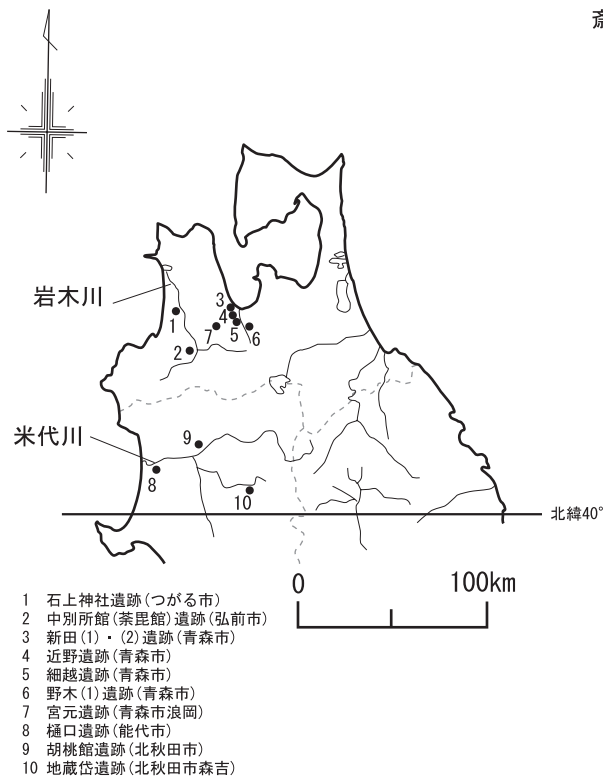 斎
岩木川
3
4
1
5
7
6
2
米代川
9
8
10
北緯40°
0 100km
1 石上神社遺跡(つがる市)
2 中別所館(荼毘館)遺跡(弘前市)
3 新田(1)・(2)遺跡(青森市)
4 近野遺跡(青森市)
5 細越遺跡(青森市)
6 野木(1)遺跡(青森市)
7 宮元遺跡(青森市浪岡)
8 樋口遺跡(能代市)
9 胡桃館遺跡(北秋田市)
10 地蔵岱遺跡(北秋田市森吉)